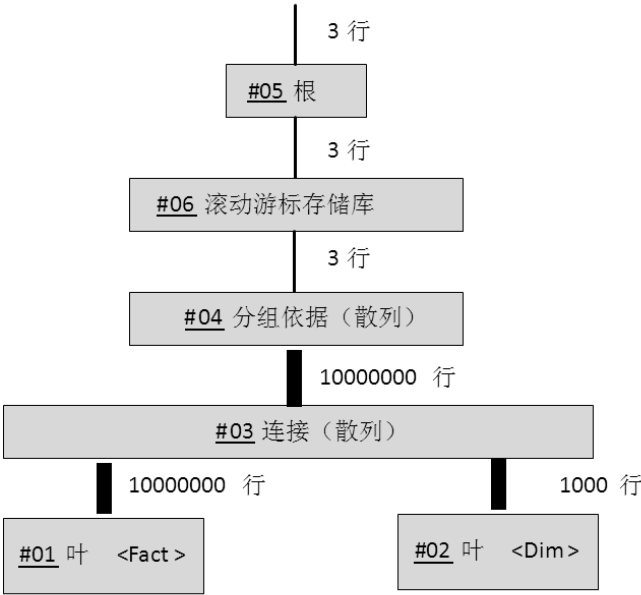 3 行
#05 根
3 行
#06 滚动游标存储库
3 行
#04 分组依据（散列）
10000000 行
#03 连接（散列）
10000000 行
1000 行
#01 叶 <Fact>
#02 叶 <Dim>